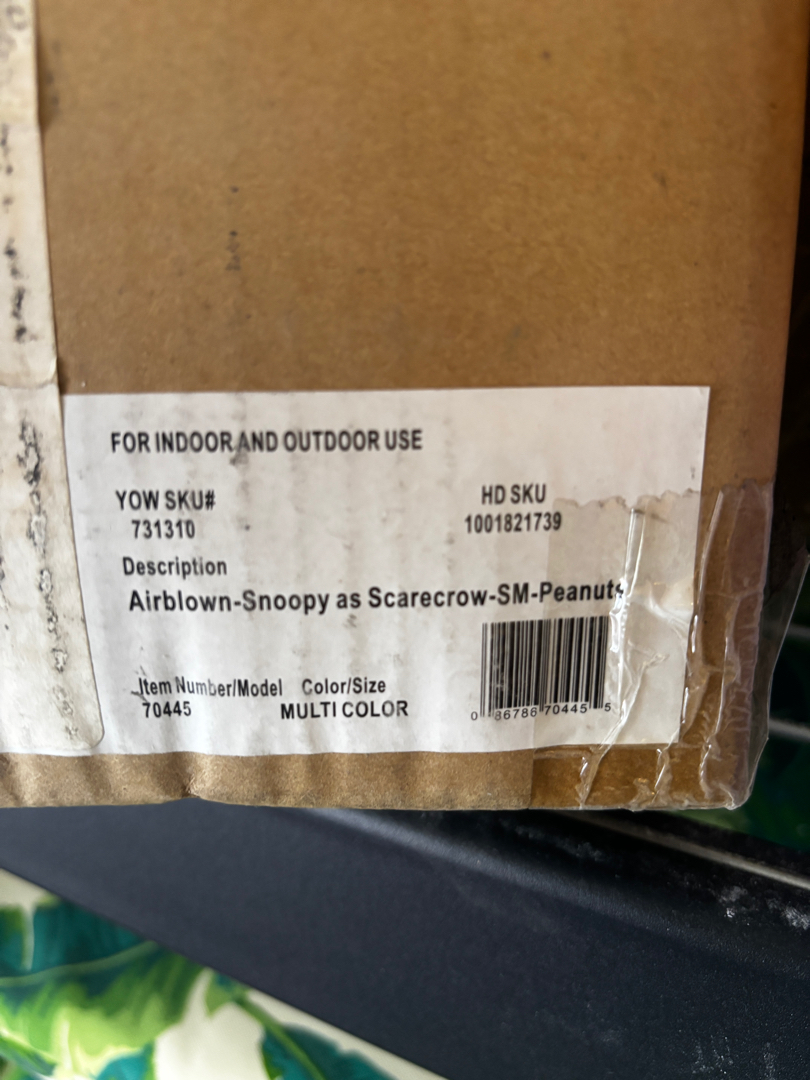 FOR INDOOR AND OUTDOOR USE
YOW SKU# HD SKU
731310 1001821739
Description
Airblown-Snoopy as Scarecrow-SM-Peanuts
Item Number/Model Color/Size
70445 MULTI COLOR
0 86786 70445 5